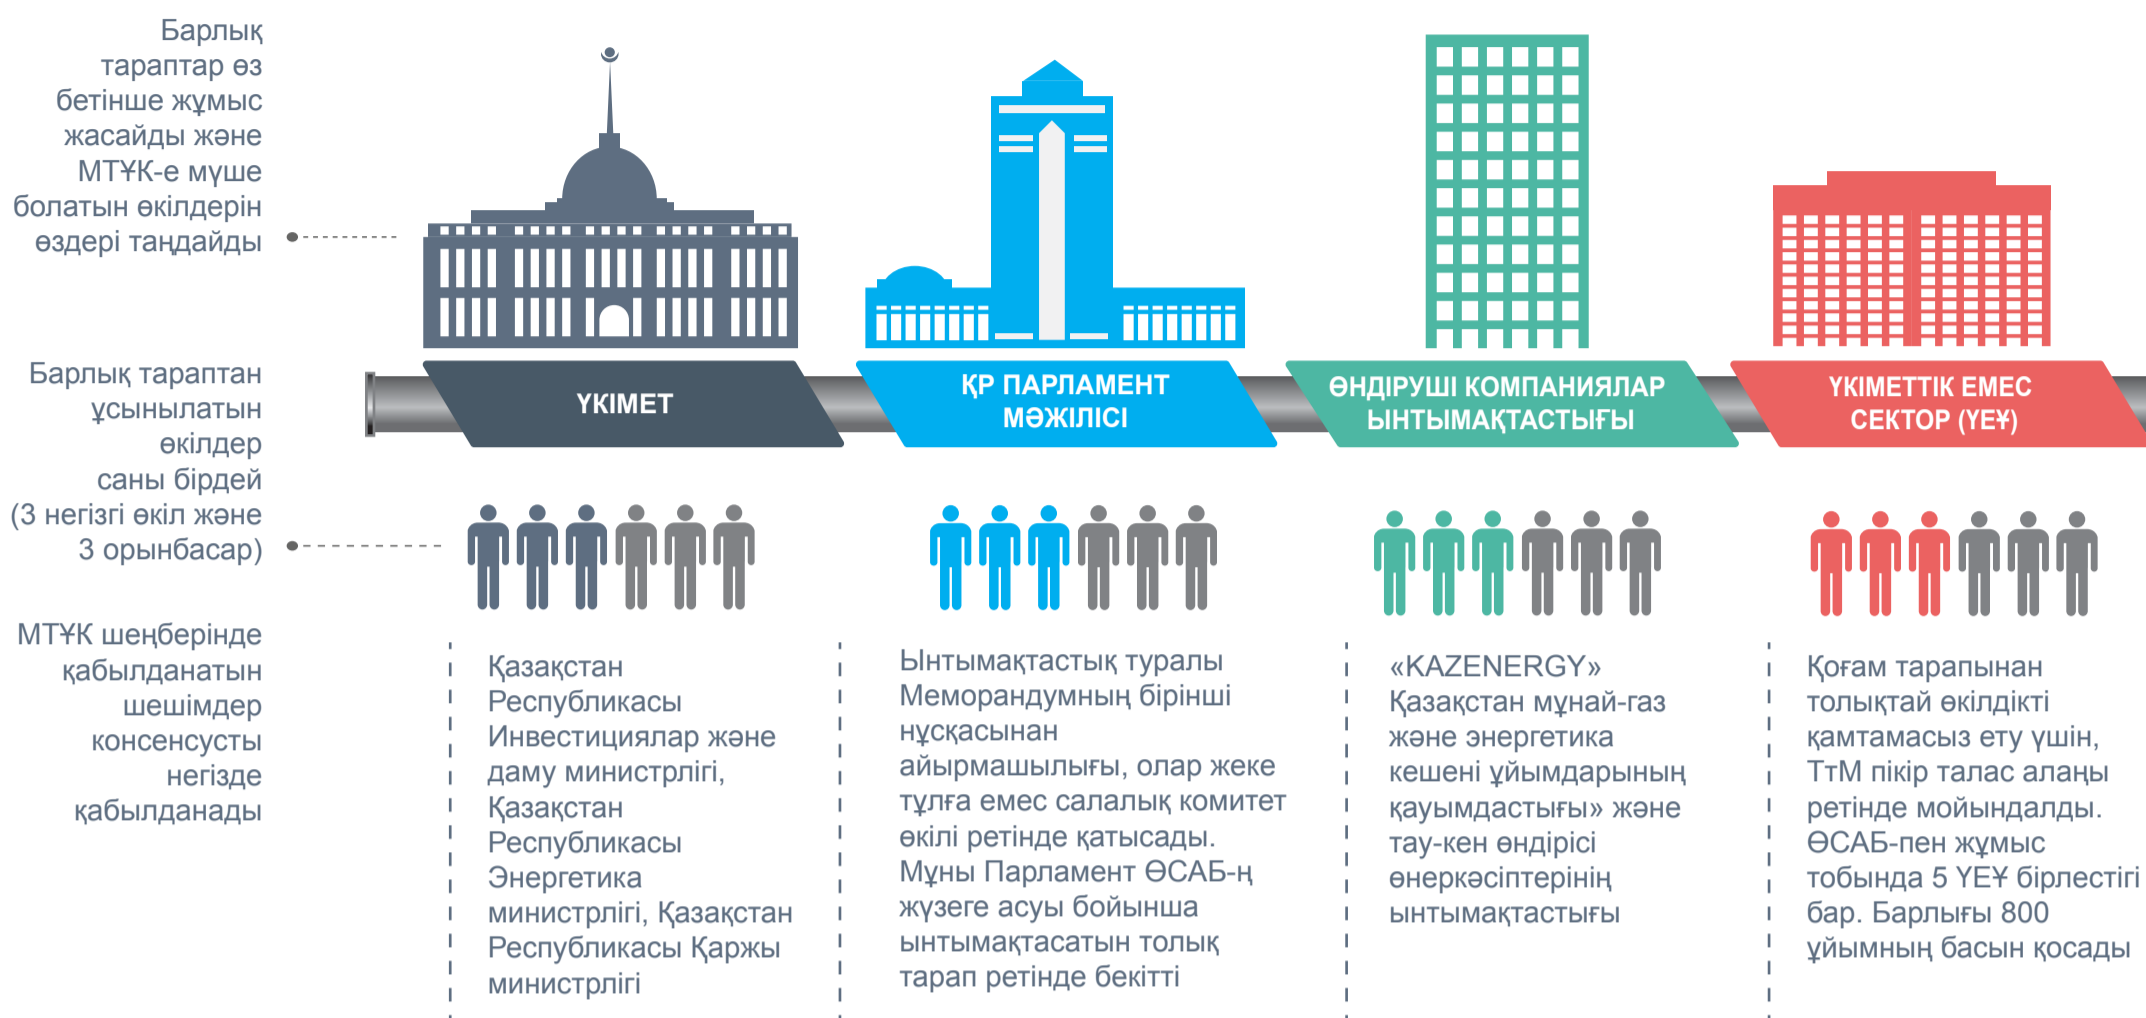 Барлық
тараптар өз
бетінше жұмыс
жасайды және
МТҰК-е мүше
болатын өкілдерін
өздері таңдайды
Барлық тараптан
ұсынылатын
өкілдер
саны бірдей
(3 негізгі өкіл және
3 орынбасар)
МТҰК шеңберінде
қабылданатын
шешімдер
консенсусты
негізде
қабылданады
ҮКІМЕТ
Қазақстан
Республикасы
Инвестициялар және
даму министрлігі,
Қазақстан
Республикасы
Энергетика
министрлігі, Қазақстан
Республикасы Қаржы
министрлігі
ҚР ПАРЛАМЕНТ
МӘЖІЛІСІ
Ынтымақтастық туралы
Меморандумның бірінші
нұсқасынан
айырмашылығы, олар жеке
тұлға емес салалық комитет
өкілі ретінде қатысады.
Мұны Парламент ӨСАБ-ң
жүзеге асуы бойынша
ынтымақтасатын толық
тарап ретінде бекітті
ӨНДІРУШІ КОМПАНИЯЛАР
ЫНТЫМАҚТАСТЫҒЫ
«KAZENERGY»
Қазақстан мұнай-газ
және энергетика
кешені ұйымдарының
қауымдастығы» және
тау-кен өндірісі
өнеркәсіптерінің
ынтымақтастығы
ҮКІМЕТТІК ЕМЕС
СЕКТОР (ҮЕҰ)
Қоғам тарапынан
толықтай өкілдікті
қамтамасыз ету үшін,
ТтМ пікір талас алаңы
ретінде мойындалды.
ӨСАБ-пен жұмыс
тобында 5 ҮЕҰ бірлестігі
бар. Барлығы 800
ұйымның басын қосады